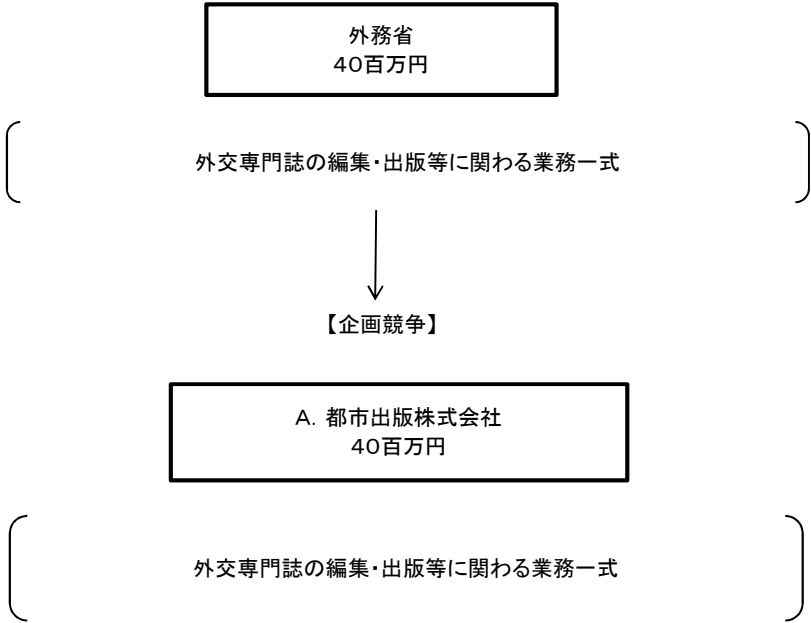 外務省
40百万円
外交専門誌の編集・出版等に関わる業務一式
【企画競争】
A. 都市出版株式会社
40百万円
外交専門誌の編集・出版等に関わる業務一式